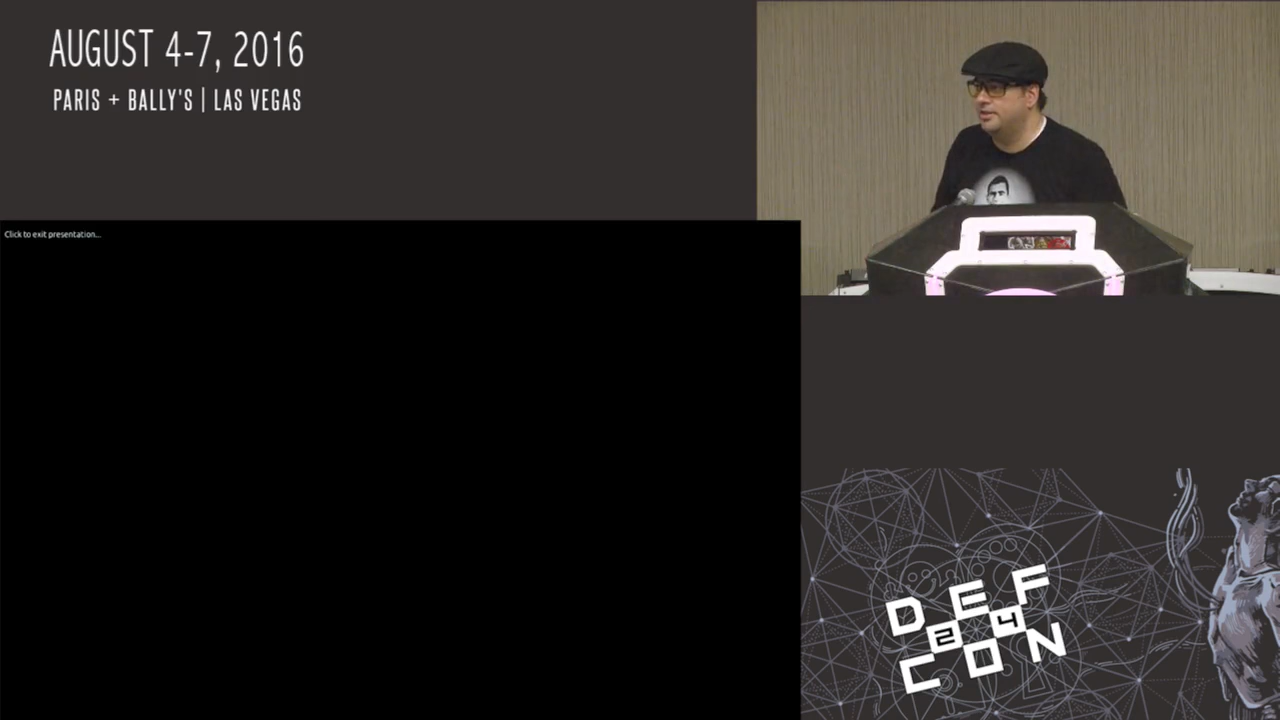 AUGUST 4-7, 2016
PARIS + BALLY'S | LAS VEGAS
Click to exit presentation...
DEF
24
CON